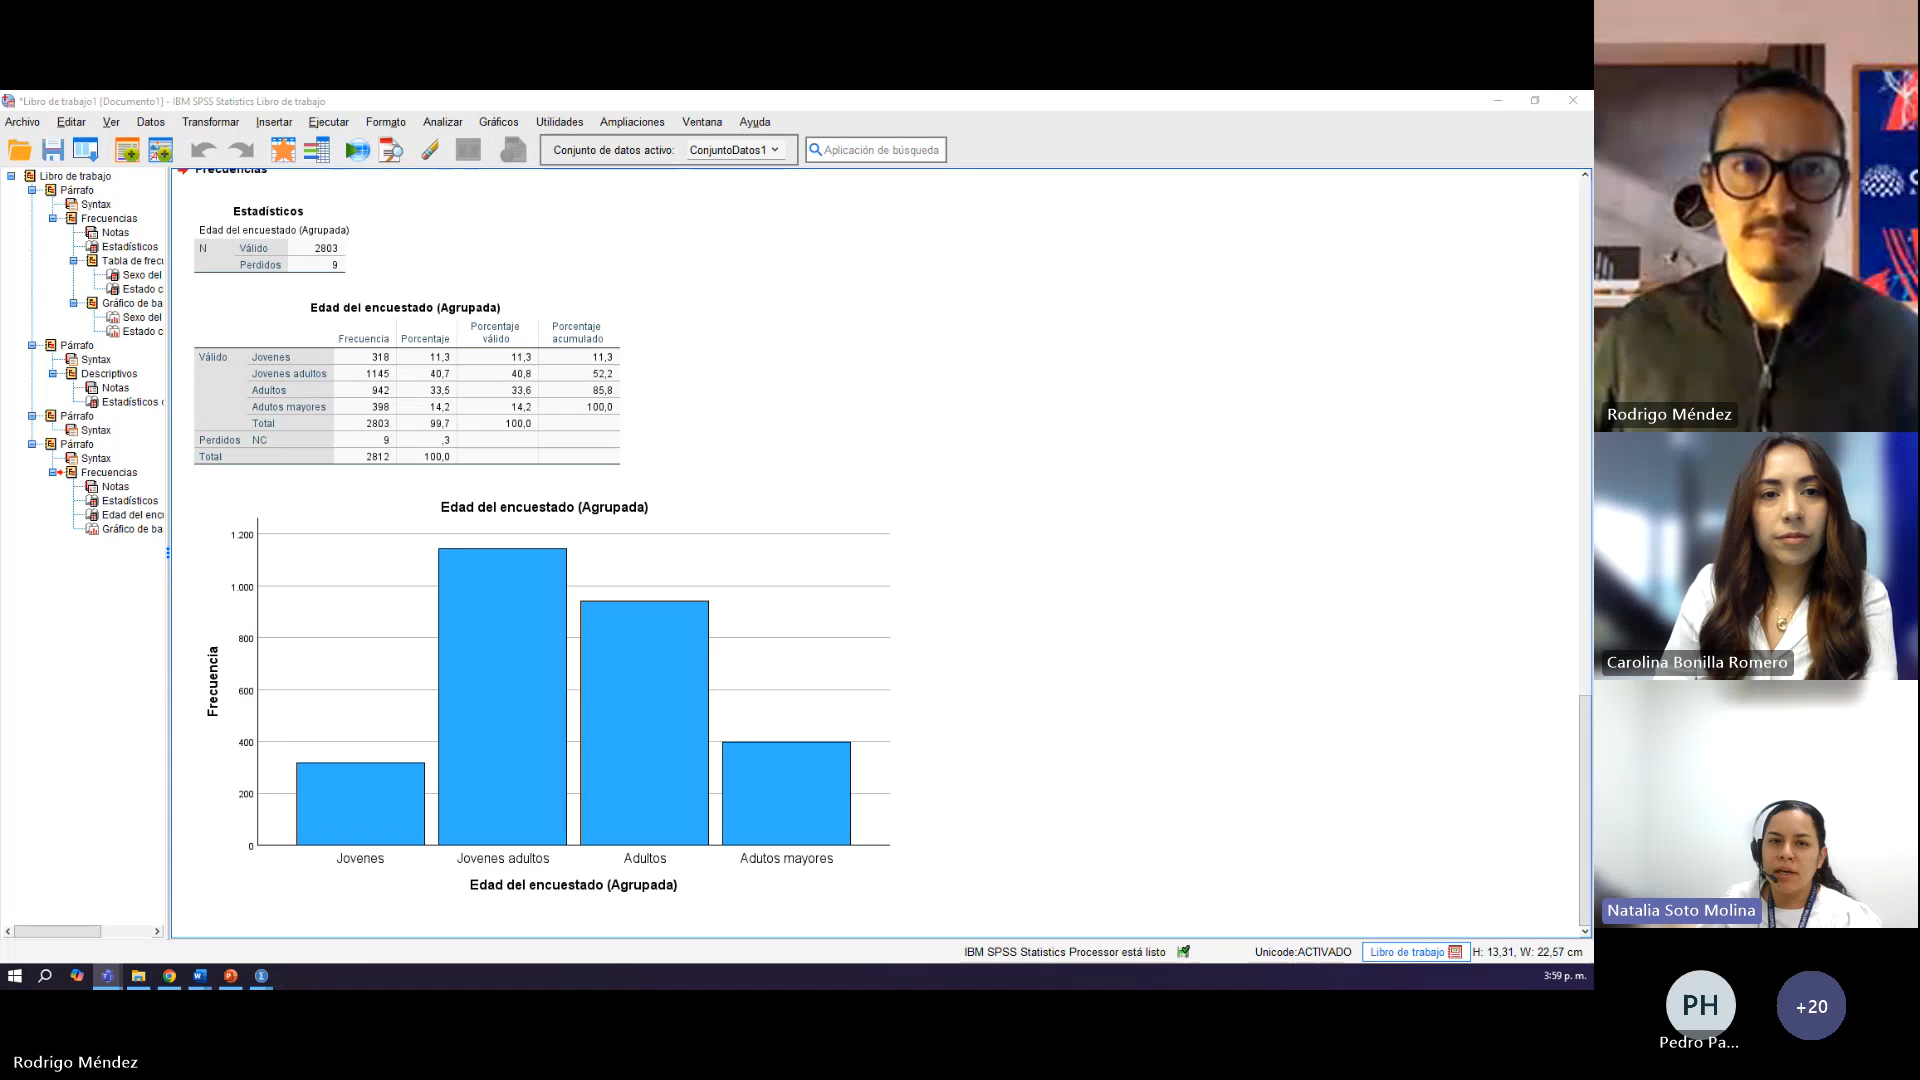 *Libro de trabajo1 [Documento1] - IBM SPSS Statistics Libro de trabajo
Archivo Editar Ver Datos Transformar Insertar Ejecutar Formato Analizar Gráficos Utilidades Ampliaciones Ventana Ayuda
Conjunto de datos activo: ConjuntoDatos1
Aplicación de búsqueda
Libro de trabajo
Párrafo
Syntax
Frecuencias
Notas
Estadísticos
Tabla de frecu
Sexo del
Estado c
Gráfico de ba
Sexo del
Estado c
Párrafo
Syntax
Descriptivos
Notas
Estadísticos
Párrafo
Syntax
Párrafo
Syntax
Frecuencias
Notas
Estadísticos
Edad del enc
Gráfico de ba
Frecuencias
Estadísticos
Edad del encuestado (Agrupada)
N Válido 2803
Perdidos 9
Edad del encuestado (Agrupada)
Frecuencia Porcentaje Porcentaje válido Porcentaje acumulado
Válido Jovenes 318 11,3 11,3 11,3
Jovenes adultos 1145 40,7 40,8 52,2
Adultos 942 33,5 33,6 85,8
Adutos mayores 398 14,2 14,2 100,0
Total 2803 99,7 100,0
Perdidos NC 9 ,3
Total 2812 100,0
Edad del encuestado (Agrupada)
Frecuencia
1.200
1.000
800
600
400
200
0
Jovenes Jovenes adultos Adultos Adutos mayores
Edad del encuestado (Agrupada)
IBM SPSS Statistics Processor está listo Unicode:ACTIVADO Libro de trabajo H: 13,31, W: 22,57 cm
3:59 p. m.
Rodrigo Méndez
Rodrigo Méndez
Carolina Bonilla Romero
Natalia Soto Molina
PH
+20
Pedro Pa...